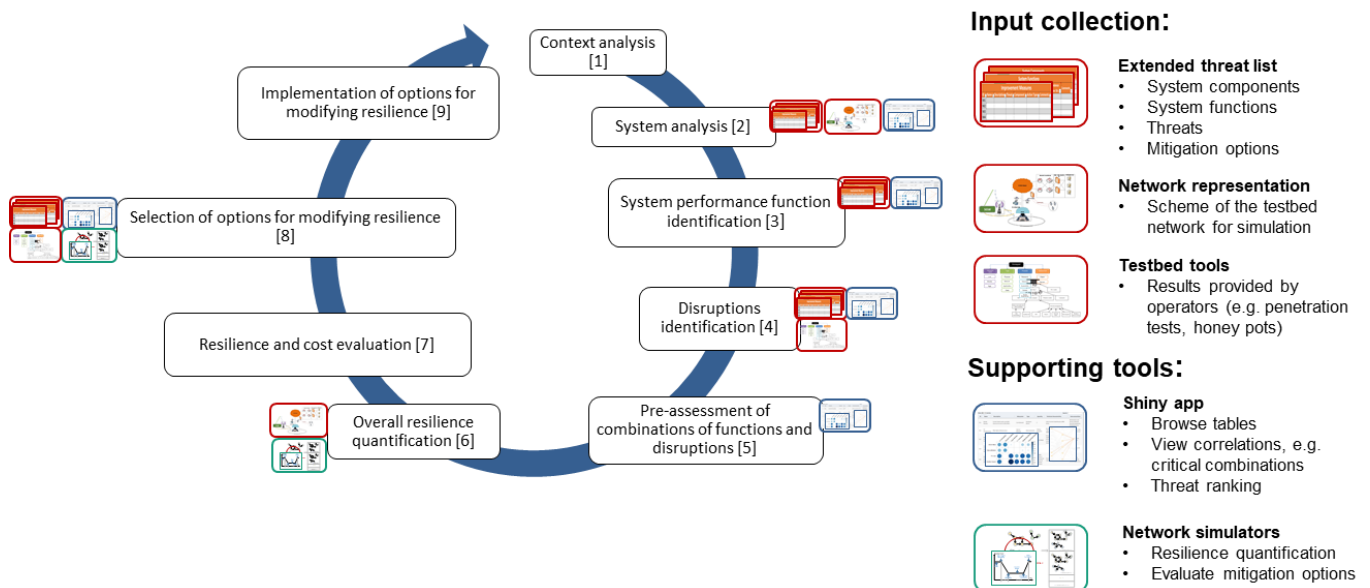 Context analysis
[1]
System analysis [2]
System performance function
identification [3]
Disruptions
identification [4]
Pre-assessment of
combinations of functions and
disruptions [5]
Overall resilience
quantification [6]
Resilience and cost evaluation [7]
Selection of options for modifying resilience
[8]
Implementation of options for
modifying resilience [9]
Input collection:
Extended threat list
• System components
• System functions
• Threats
• Mitigation options
Network representation
• Scheme of the testbed
network for simulation
Testbed tools
• Results provided by
operators (e.g. penetration
tests, honey pots)
Supporting tools:
Shiny app
• Browse tables
• View correlations, e.g.
critical combinations
• Threat ranking
Network simulators
• Resilience quantification
• Evaluate mitigation options